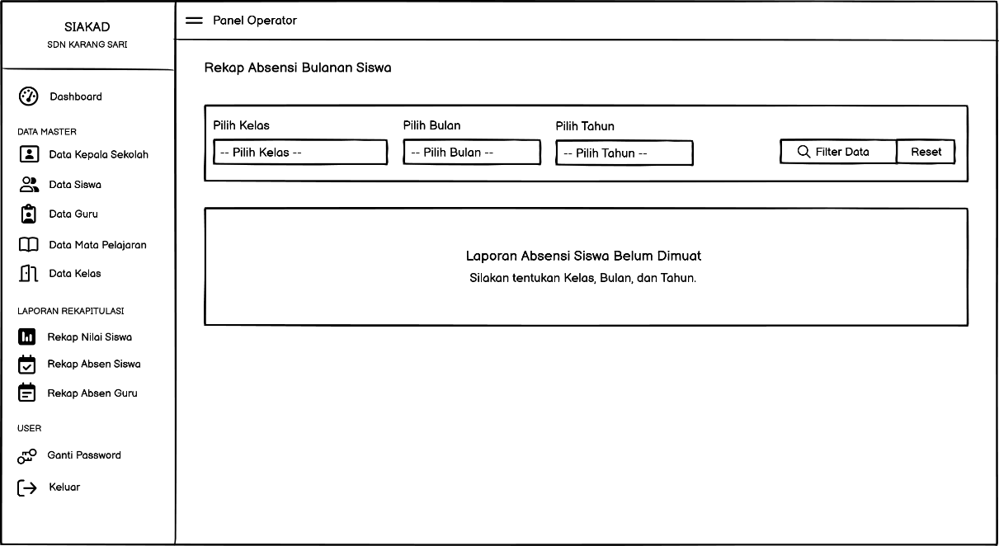 SIAKAD
SDN KARANG SARI
Dashboard
DATA MASTER
Data Kepala Sekolah
Data Siswa
Data Guru
Data Mata Pelajaran
Data Kelas
LAPORAN REKAPITULASI
Rekap Nilai Siswa
Rekap Absen Siswa
Rekap Absen Guru
USER
Ganti Password
Keluar
Panel Operator
Rekap Absensi Bulanan Siswa
Pilih Kelas
-- Pilih Kelas --
Pilih Bulan
-- Pilih Bulan --
Pilih Tahun
-- Pilih Tahun --
Filter Data
Reset
Laporan Absensi Siswa Belum Dimuat
Silakan tentukan Kelas, Bulan, dan Tahun.